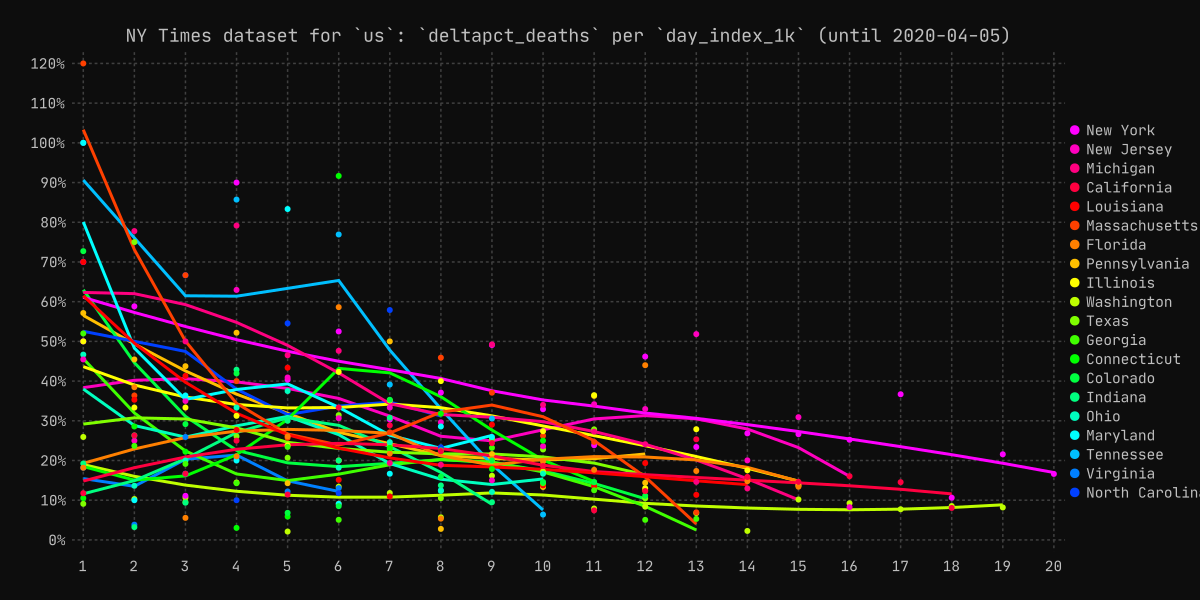 NY Times dataset for `us`: `deltapct_deaths` per `day_index_1k` (until 2020-04-05)
120%
110%
100%
90%
80%
70%
60%
50%
40%
30%
20%
10%
0%
1 2 3 4 5 6 7 8 9 10 11 12 13 14 15 16 17 18 19 20
New York
New Jersey
Michigan
California
Louisiana
Massachusetts
Florida
Pennsylvania
Illinois
Washington
Texas
Georgia
Connecticut
Colorado
Indiana
Ohio
Maryland
Tennessee
Virginia
North Carolin